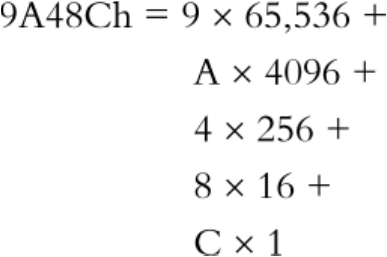 9A48Ch = 9 × 65,536 +
A × 4096 +
4 × 256 +
8 × 16 +
C × 1